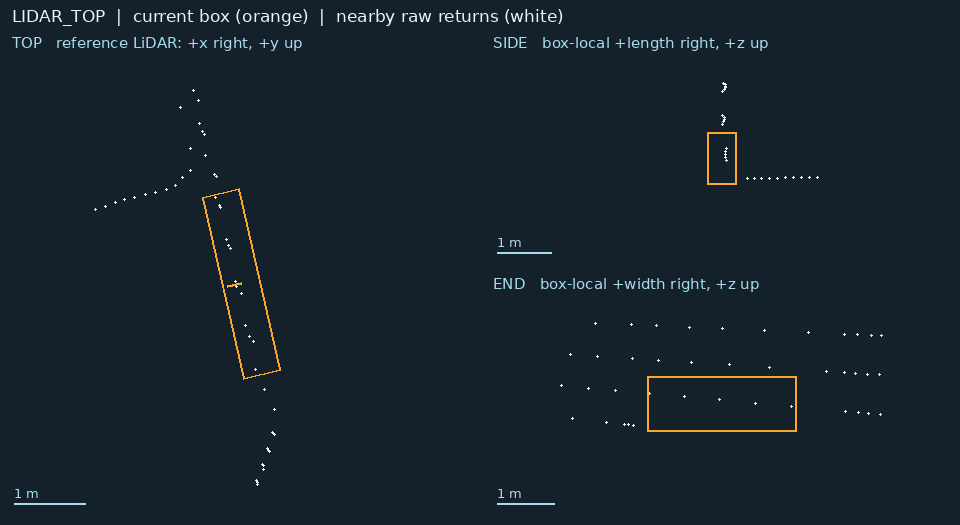 LIDAR_TOP  |  current box (orange)  |  nearby raw returns (white)
TOP   reference LiDAR: +x right, +y up
SIDE   box-local +length right, +z up
1 m
END   box-local +width right, +z up
1 m
1 m